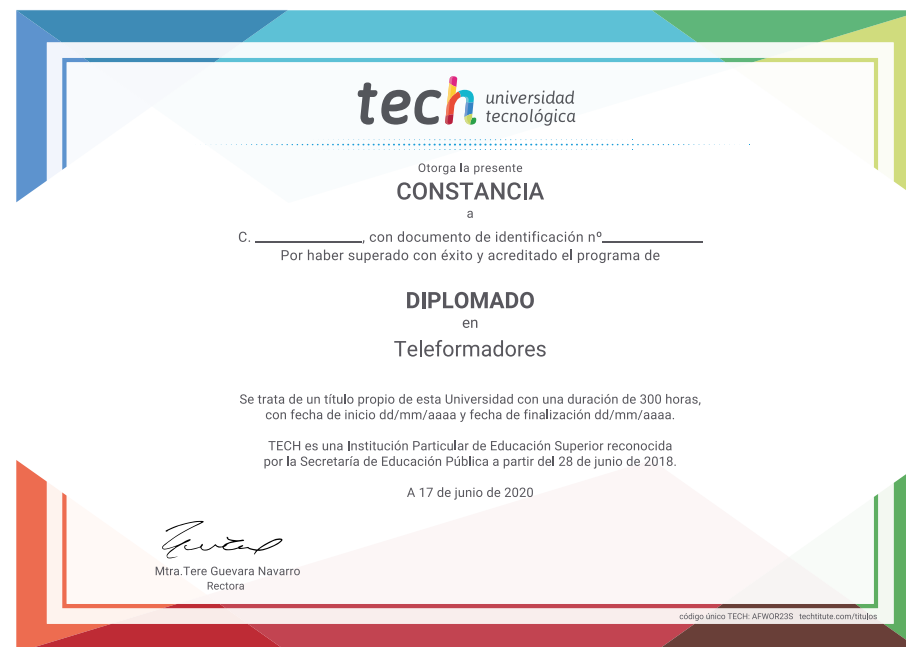 tech universidad
tecnológica
Otorga la presente
CONSTANCIA
a
C. ______________, con documento de identificación nº_____________
Por haber superado con éxito y acreditado el programa de
DIPLOMADO
en
Teleformadores
Se trata de un título propio de esta Universidad con una duración de 300 horas,
con fecha de inicio dd/mm/aaaa y fecha de finalización dd/mm/aaaa.
TECH es una Institución Particular de Educación Superior reconocida
por la Secretaría de Educación Pública a partir del 28 de junio de 2018.
A 17 de junio de 2020
Mtra.Tere Guevara Navarro
Rectora
código único TECH: AFWOR23S techtitute.com/titulos